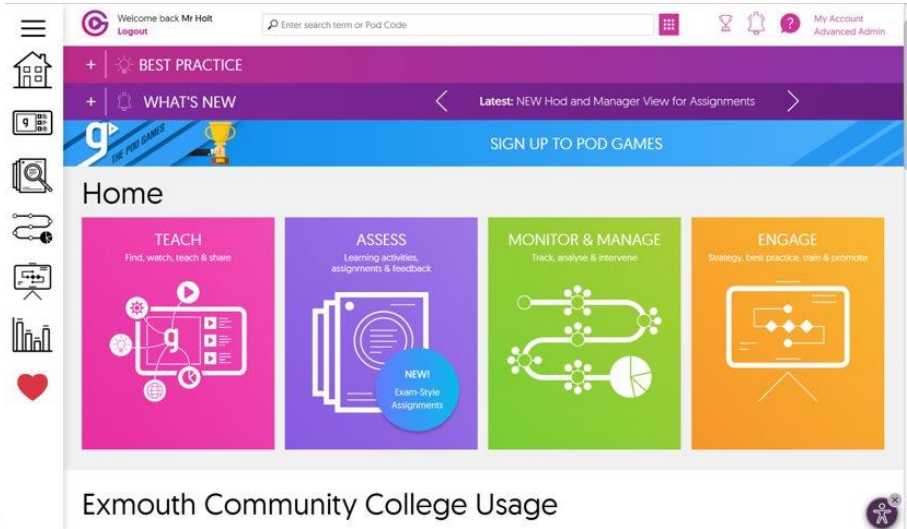 Welcome back Mr Holt
Logout
Enter search term or Pod Code
?
My Account
Advanced Admin
+ BEST PRACTICE
+ WHAT'S NEW
Latest: NEW Hod and Manager View for Assignments
g
THE POD GAMES
SIGN UP TO POD GAMES
Home
TEACH
Find, watch, teach & share
g
ASSESS
Learning activities,
assignments & feedback
NEW!
Exam-Style
Assignments
MONITOR & MANAGE
Track, analyse & intervene
ENGAGE
Strategy, best practice, train & promote
g
Exmouth Community College Usage